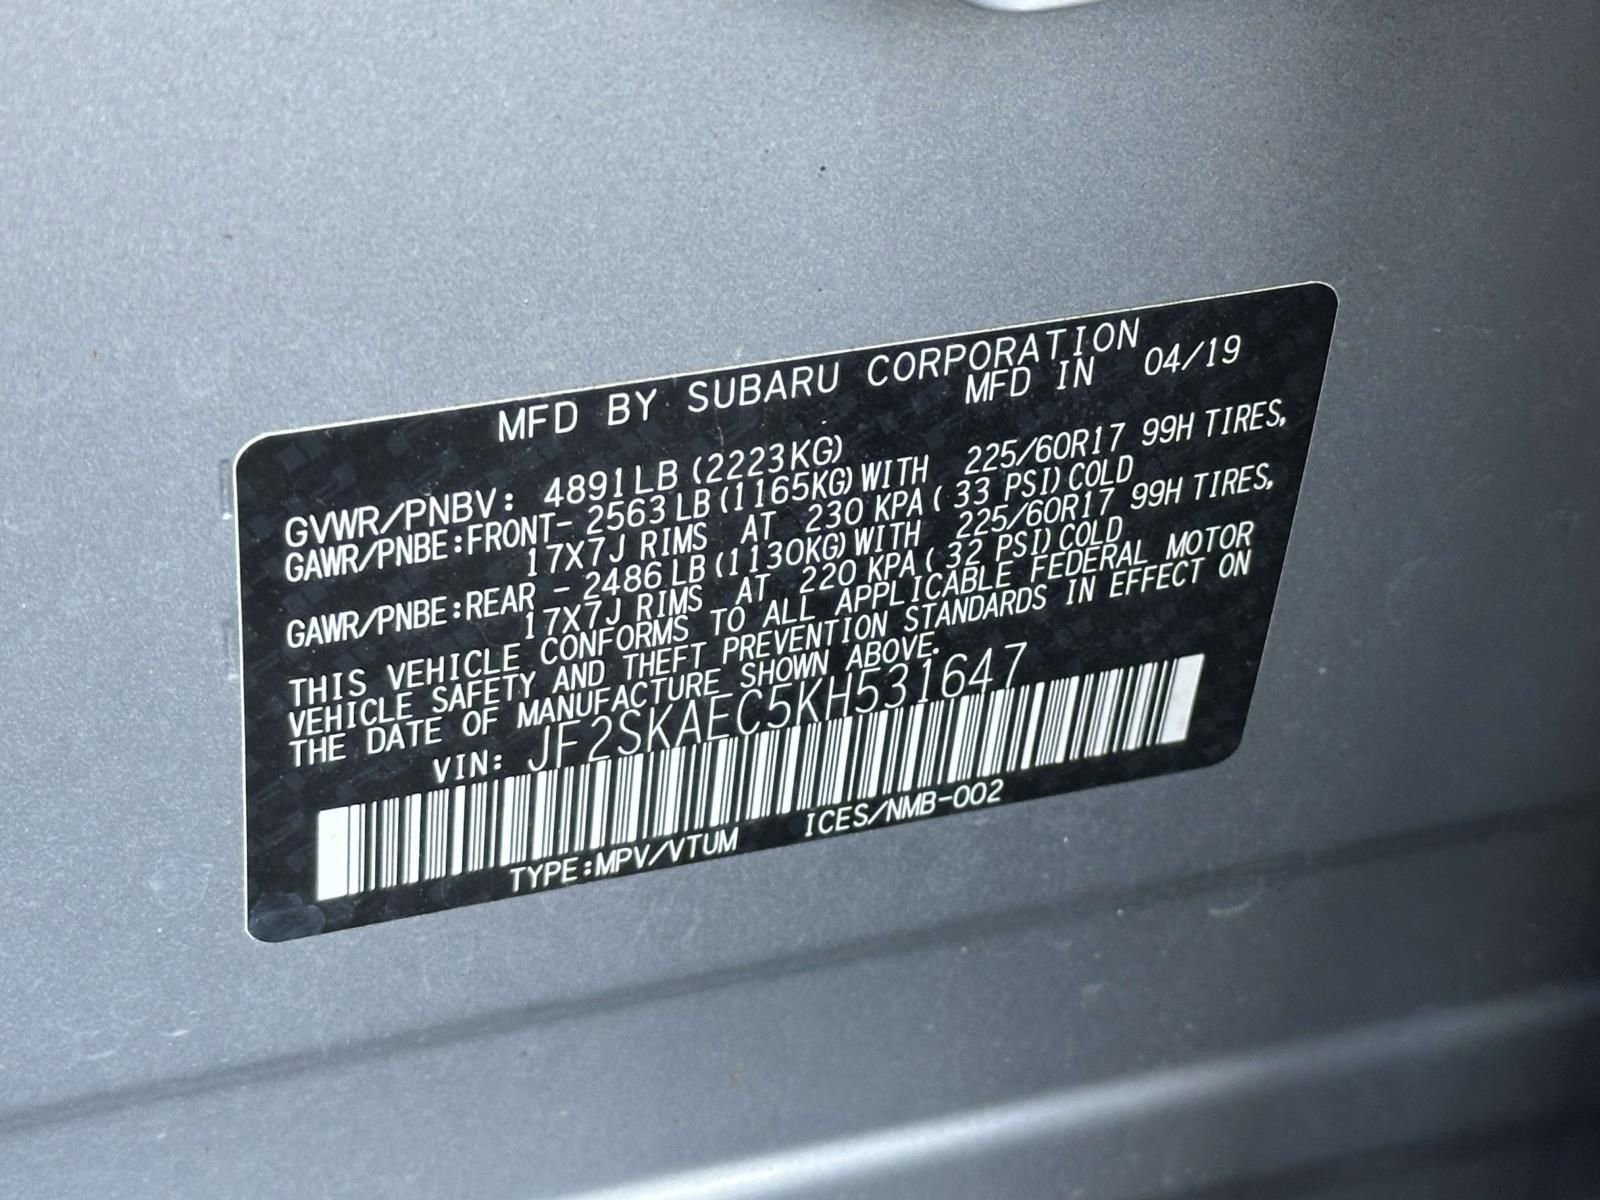 MFD BY SUBARU CORPORATION
MFD IN 04/19
GVWR/PNBV: 4891LB(2223KG)
GAWR/PNBE:FRONT- 2563LB(1165KG)WITH 225/60R17 99H TIRES,
17X7J RIMS AT 230 KPA( 33 PSI)COLD
GAWR/PNBE:REAR - 2486LB(1130KG)WITH 225/60R17 99H TIRES,
17X7J RIMS AT 220 KPA( 32 PSI)COLD
THIS VEHICLE CONFORMS TO ALL APPLICABLE FEDERAL MOTOR
VEHICLE SAFETY AND THEFT PREVENTION STANDARDS IN EFFECT ON
THE DATE OF MANUFACTURE SHOWN ABOVE.
VIN: JF2SKAEC5KH531647
TYPE:MPV/VTUM ICES/NMB-002